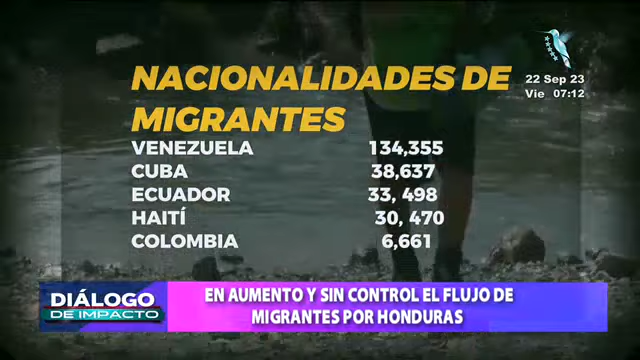 22 Sep 23
Vie 07:12
NACIONALIDADES DE
MIGRANTES
VENEZUELA 134,355
CUBA 38,637
ECUADOR 33, 498
HAITÍ 30, 470
COLOMBIA 6,661
DIÁLOGO
DE IMPACTO
EN AUMENTO Y SIN CONTROL EL FLUJO DE
MIGRANTES POR HONDURAS